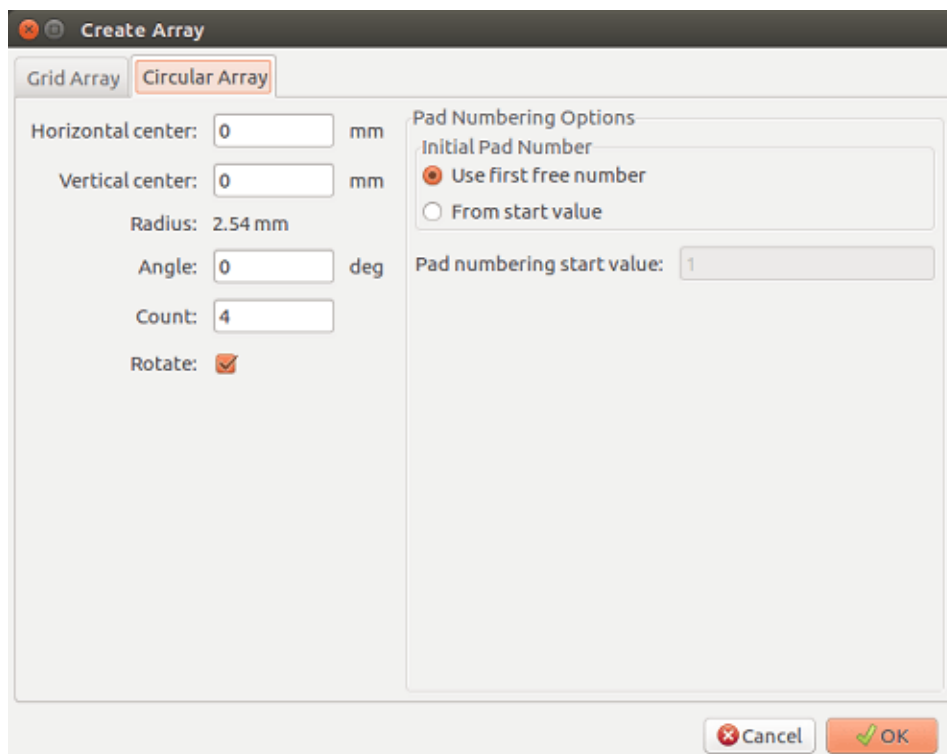 Create Array
Grid Array
Circular Array
Horizontal center: 0 mm
Vertical center: 0 mm
Radius: 2.54 mm
Angle: 0 deg
Count: 4
Rotate:
Pad Numbering Options
Initial Pad Number
Use first free number
From start value
Pad numbering start value: 1
Cancel
OK